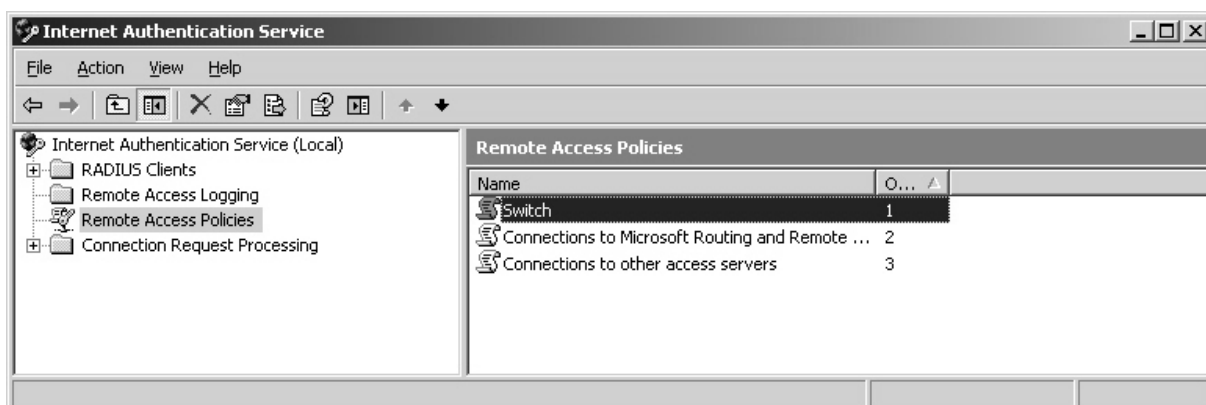 Internet Authentication Service
File Action View Help
Internet Authentication Service (Local)
RADIUS Clients
Remote Access Logging
Remote Access Policies
Connection Request Processing
Remote Access Policies
Name O...
Switch 1
Connections to Microsoft Routing and Remote ... 2
Connections to other access servers 3